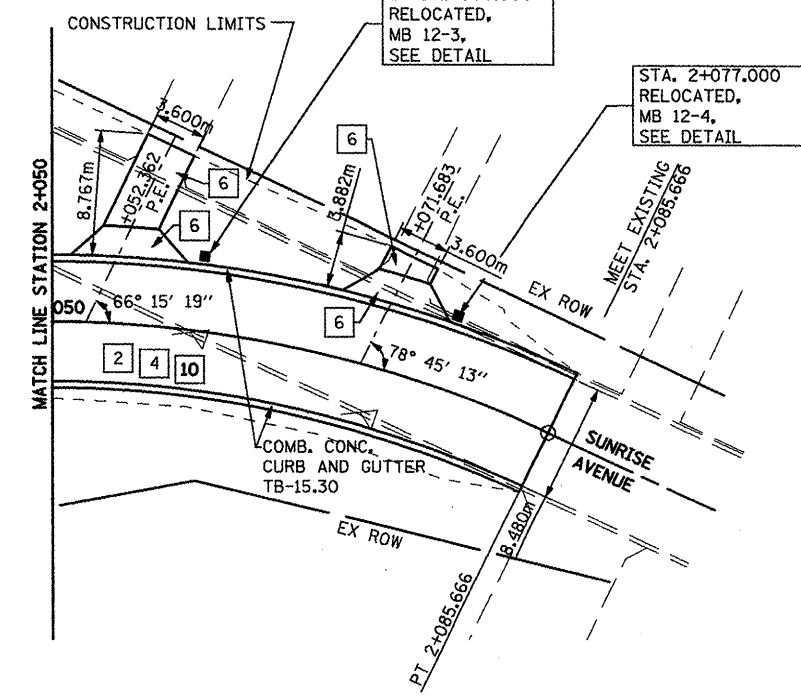 CONSTRUCTION LIMITS
RELOCATED,
MB 12-3,
SEE DETAIL
STA. 2+077.000
RELOCATED,
MB 12-4,
SEE DETAIL
3.600m
8.767m
+052.362
P.E.
6
6
6
3.882m
+071.683
P.E.
3.600m
MEET EXISTING
STA. 2+085.666
EX ROW
MATCH LINE STATION 2+050
050
66° 15' 19"
6
78° 45' 13"
2
4
10
COMB. CONC.
CURB AND GUTTER
TB-15.30
SUNRISE
AVENUE
8.480m
EX ROW
PT 2+085.666